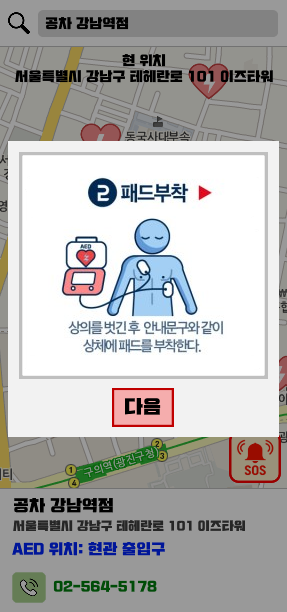 공차 강남역점
현 위치
서울특별시 강남구 테헤란로 101 이즈타워
동국사대부속
2 패드부착
AED
상의를 벗긴 후 안내문구와 같이
상체에 패드를 부착한다.
다음
구의역(광진구청)
SOS
공차 강남역점
서울특별시 강남구 테헤란로 101 이즈타워
AED 위치: 현관 출입구
02-564-5178